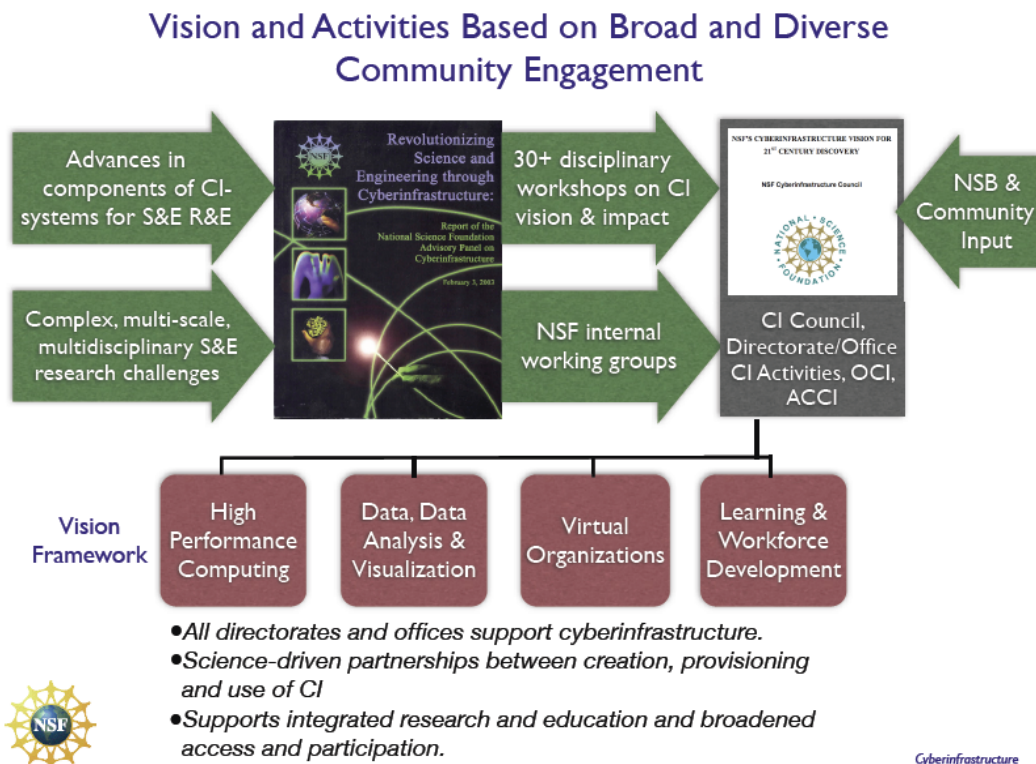 Vision and Activities Based on Broad and Diverse
Community Engagement
Advances in
components of CI-
systems for S&E R&E
Complex, multi-scale,
multidisciplinary S&E
research challenges
NSF
Revolutionizing
Science and
Engineering through
Cyberinfrastructure:
Report of the
National Science Foundation
Advisory Panel on
Cyberinfrastructure
February 3, 2003
30+ disciplinary
workshops on CI
vision & impact
NSF internal
working groups
NSF'S CYBERINFRASTRUCTURE VISION FOR
21ST CENTURY DISCOVERY
NSF Cyberinfrastructure Council
NATIONAL SCIENCE FOUNDATION
CI Council,
Directorate/Office
CI Activities, OCI,
ACCI
NSB &
Community
Input
Vision
Framework
High
Performance
Computing
Data, Data
Analysis &
Visualization
Virtual
Organizations
Learning &
Workforce
Development
•All directorates and offices support cyberinfrastructure.
•Science-driven partnerships between creation, provisioning
and use of CI
•Supports integrated research and education and broadened
access and participation.
NSF
Cyberinfrastructure